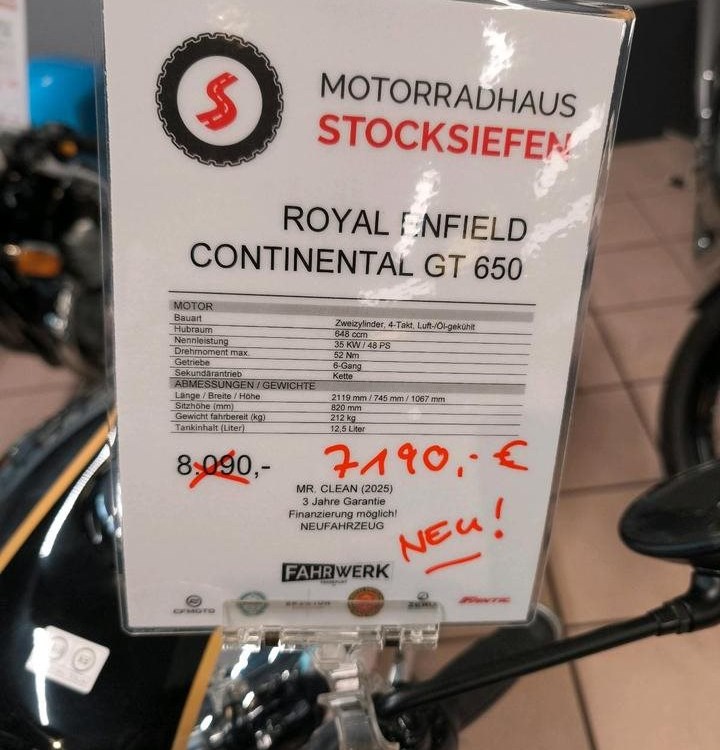 MOTORRADHAUS
STOCKSIEFEN
ROYAL ENFIELD
CONTINENTAL GT 650
MOTOR
Bauart Zweizylinder, 4-Takt, Luft-/Öl-gekühlt
Hubraum 648 ccm
Nennleistung 35 KW / 48 PS
Drehmoment max. 52 Nm
Getriebe 6-Gang
Sekundärantrieb Kette
ABMESSUNGEN / GEWICHTE
Länge / Breite / Höhe 2119 mm / 745 mm / 1067 mm
Sitzhöhe (mm) 820 mm
Gewicht fahrbereit (kg) 212 kg
Tankinhalt (Liter) 12,5 Liter
8.090,- 7190,- €
MR. CLEAN (2025)
3 Jahre Garantie
Finanzierung möglich!
NEUFAHRZEUG
NEU!
FAHRWERK
CFMOTO